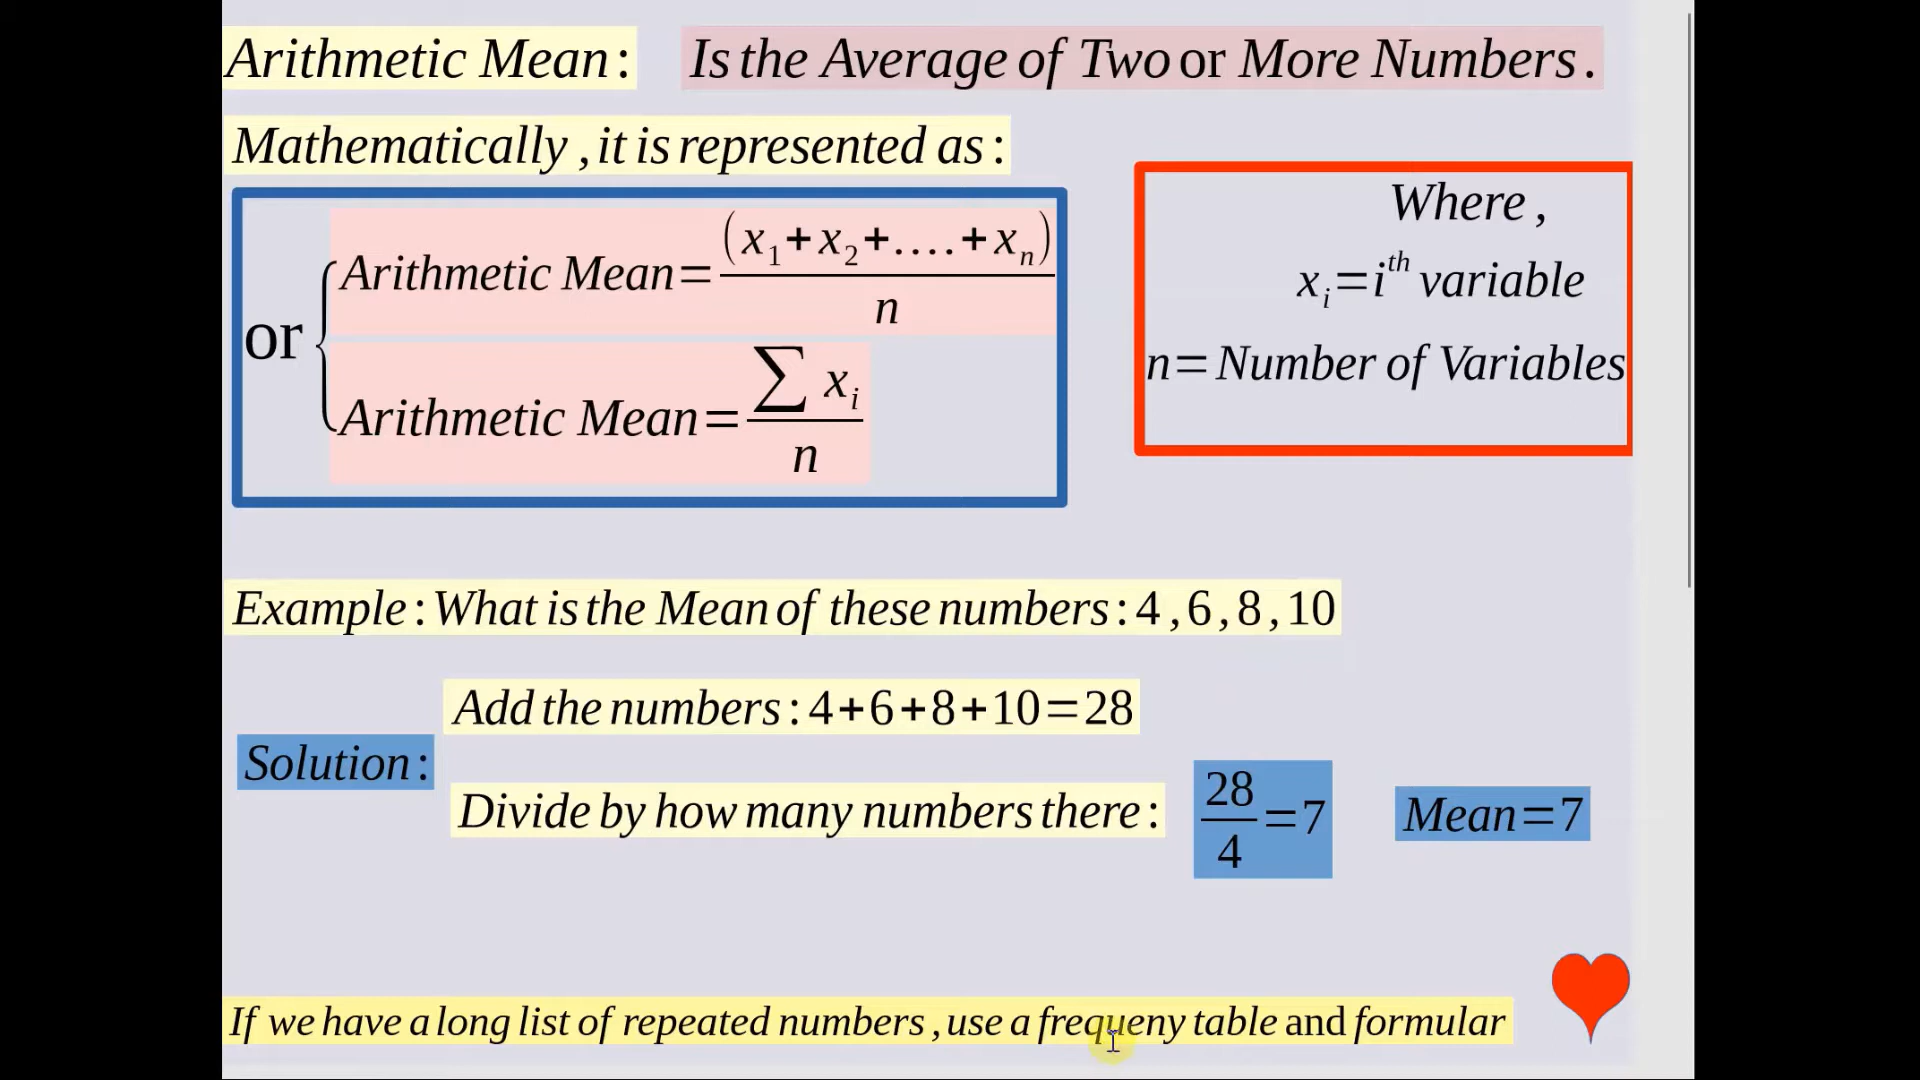 Arithmetic Mean: Is the Average of Two or More Numbers.
Mathematically, it is represented as:
or
Arithmetic Mean = (x₁+x₂+....+xₙ) / n
Arithmetic Mean = ∑ xᵢ / n
Where,
xᵢ = iᵗʰ variable
n = Number of Variables
Example: What is the Mean of these numbers: 4, 6, 8, 10
Solution:
Add the numbers: 4+6+8+10=28
Divide by how many numbers there: 28/4 = 7 Mean=7
If we have a long list of repeated numbers, use a frequeny table and formular